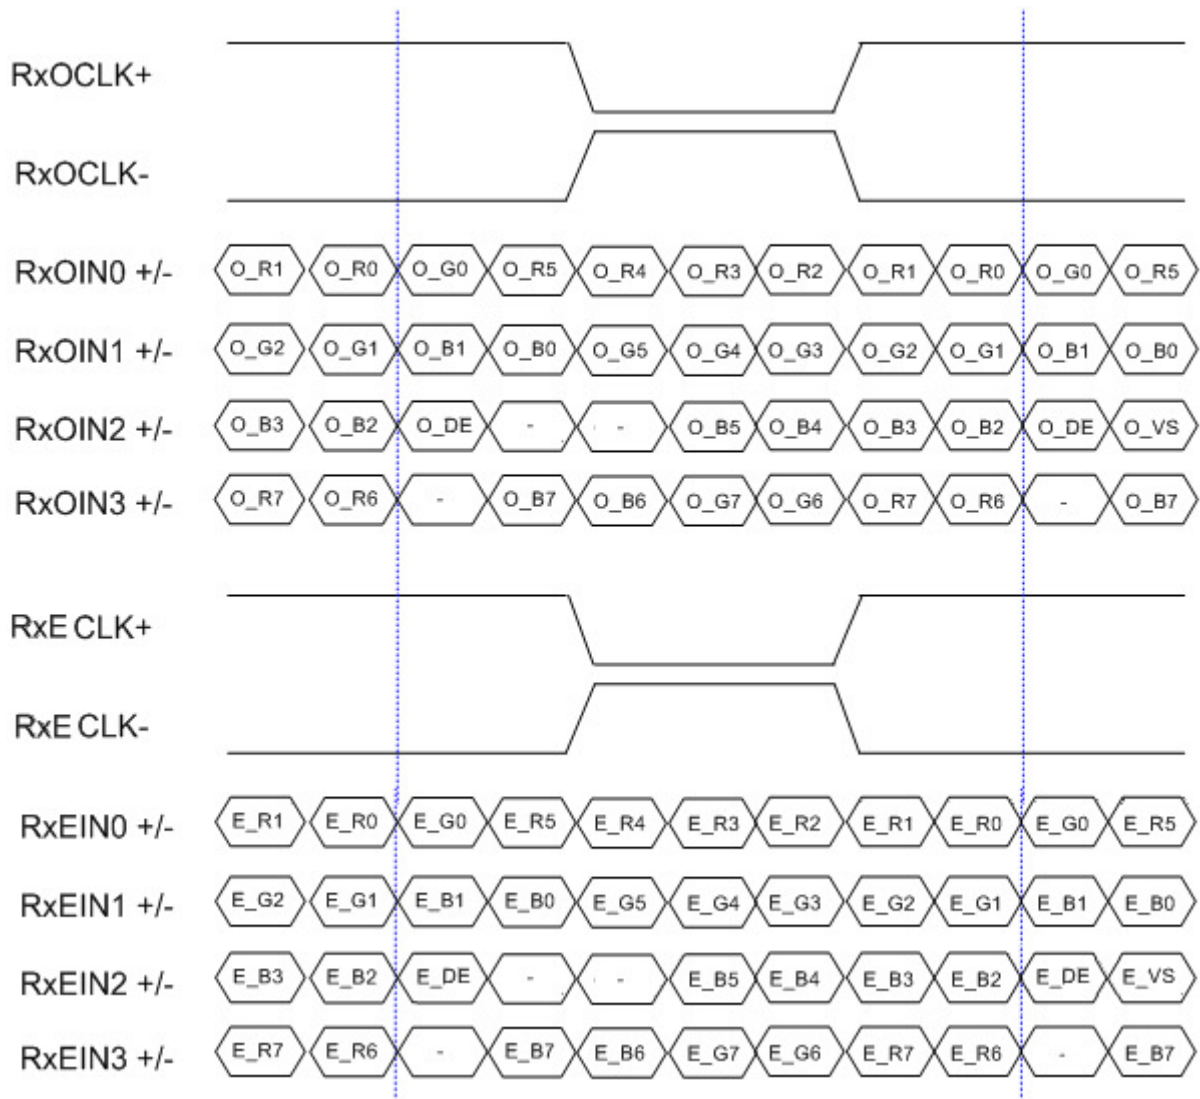 RxOCLK+
RxOCLK-
RxOIN0 +/- O_R1 O_R0 O_G0 O_R5 O_R4 O_R3 O_R2 O_R1 O_R0 O_G0 O_R5
RxOIN1 +/- O_G2 O_G1 O_B1 O_B0 O_G5 O_G4 O_G3 O_G2 O_G1 O_B1 O_B0
RxOIN2 +/- O_B3 O_B2 O_DE - - O_B5 O_B4 O_B3 O_B2 O_DE O_VS
RxOIN3 +/- O_R7 O_R6 - O_B7 O_B6 O_G7 O_G6 O_R7 O_R6 - O_B7
RxE CLK+
RxE CLK-
RxEIN0 +/- E_R1 E_R0 E_G0 E_R5 E_R4 E_R3 E_R2 E_R1 E_R0 E_G0 E_R5
RxEIN1 +/- E_G2 E_G1 E_B1 E_B0 E_G5 E_G4 E_G3 E_G2 E_G1 E_B1 E_B0
RxEIN2 +/- E_B3 E_B2 E_DE - - E_B5 E_B4 E_B3 E_B2 E_DE E_VS
RxEIN3 +/- E_R7 E_R6 - E_B7 E_B6 E_G7 E_G6 E_R7 E_R6 - E_B7